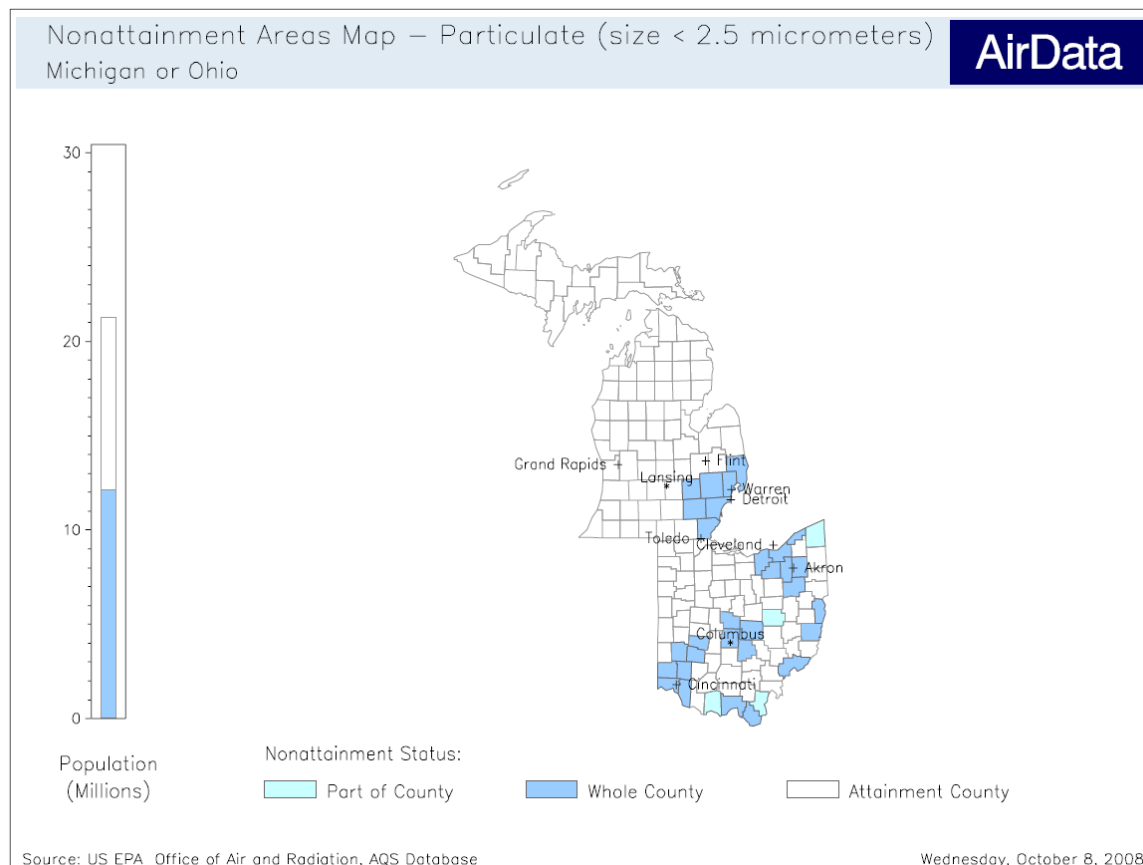 Nonattainment Areas Map – Particulate (size < 2.5 micrometers)
Michigan or Ohio
AirData
30
20
10
0
Population
(Millions)
Grand Rapids
Lansing
Flint
Warren
Detroit
Toledo
Cleveland
Akron
Columbus
Cincinnati
Nonattainment Status:
Part of County
Whole County
Attainment County
Source: US EPA Office of Air and Radiation, AQS Database
Wednesday, October 8, 2008